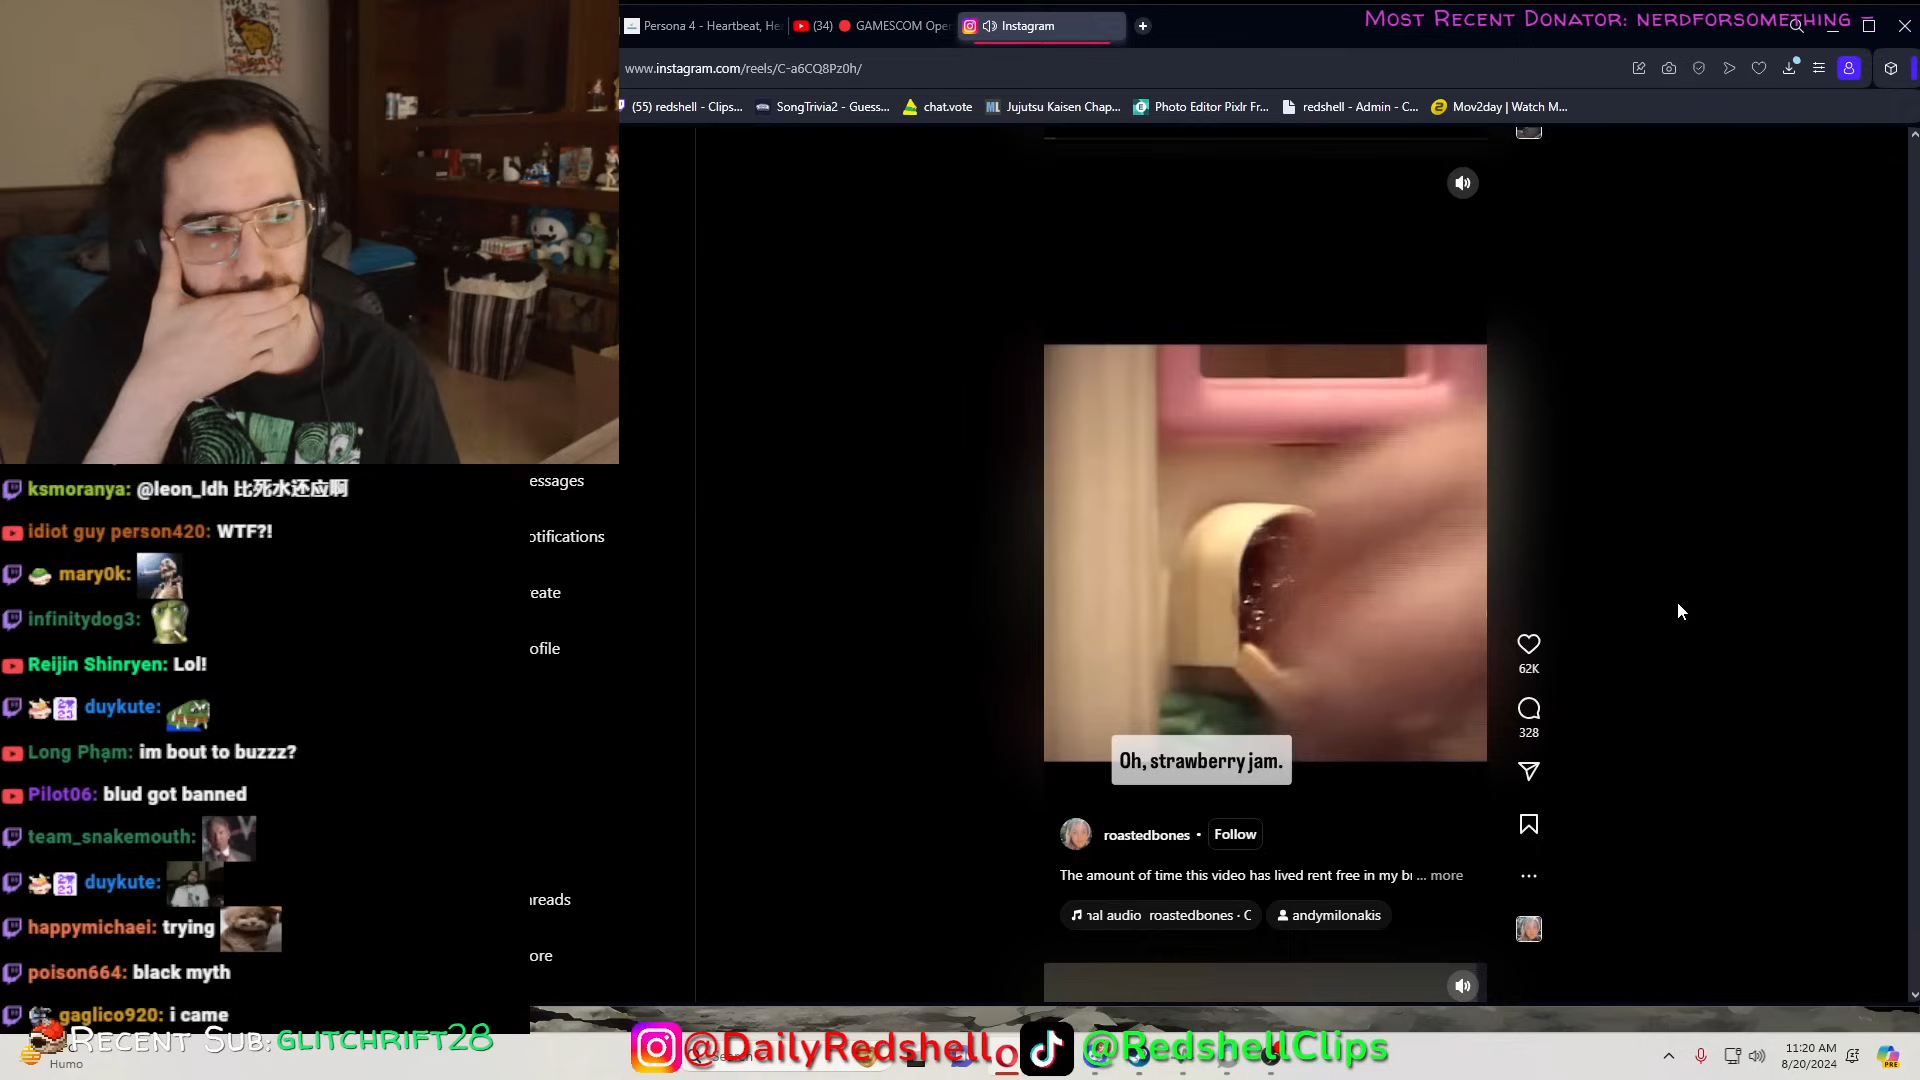 Persona 4 - Heartbeat, He
(34)
GAMESCOM Ope
Instagram
MOST RECENT DONATOR: NERDFORSOMETHING
www.instagram.com/reels/C-a6CQ8Pz0h/
(55) redshell - Clips...
SongTrivia2 - Guess...
chat.vote
Jujutsu Kaisen Chap...
Photo Editor Pixlr Fr...
redshell - Admin - C...
Mov2day | Watch M...
ksmoranya: @leon_ldh 比死水还应啊
idiot guy person420: WTF?!
mary0k:
infinitydog3:
Reijin Shinryen: Lol!
duykute:
Long Phạm: im bout to buzzz?
Pilot06: blud got banned
team_snakemouth:
duykute:
happymichaei: trying
poison664: black myth
gaglico920: i came
essages
otifications
reate
ofile
reads
ore
Oh, strawberry jam.
62K
328
roastedbones • Follow
The amount of time this video has lived rent free in my br ... more
nal audio roastedbones · C
andymilonakis
RECENT SUB: GLITCHRIFT28
Humo
@DailyRedshell
@RedshellClips
11:20 AM
8/20/2024